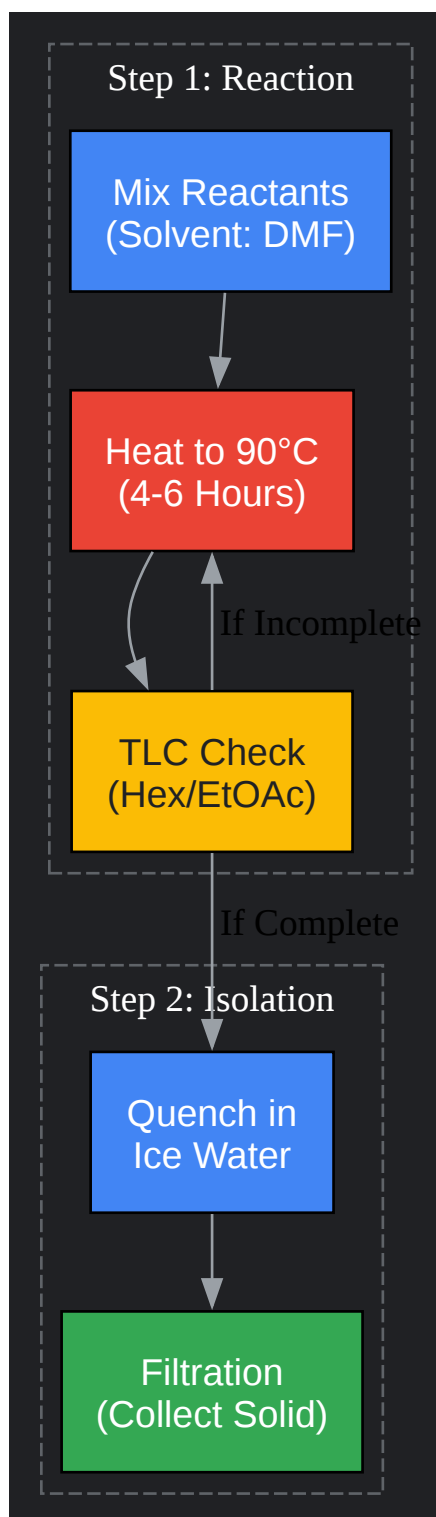 Step 1: Reaction
Mix Reactants
(Solvent: DMF)
Heat to 90°C
(4-6 Hours)
If Incomplete
TLC Check
(Hex/EtOAc)
If Complete
Step 2: Isolation
Quench in
Ice Water
Filtration
(Collect Solid)